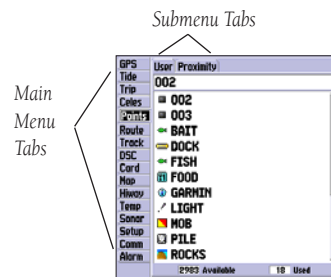 Submenu Tabs
Main
Menu
Tabs
GPS
Tide
Trip
Celes
Points
Route
Track
DSC
Card
Map
Hiway
Temp
Sonar
Setup
Comm
Alarm
User Proximity
002
002
003
BAIT
DOCK
FISH
FOOD
GARMIN
LIGHT
MOB
PILE
ROCKS
2983 Available 18 Used